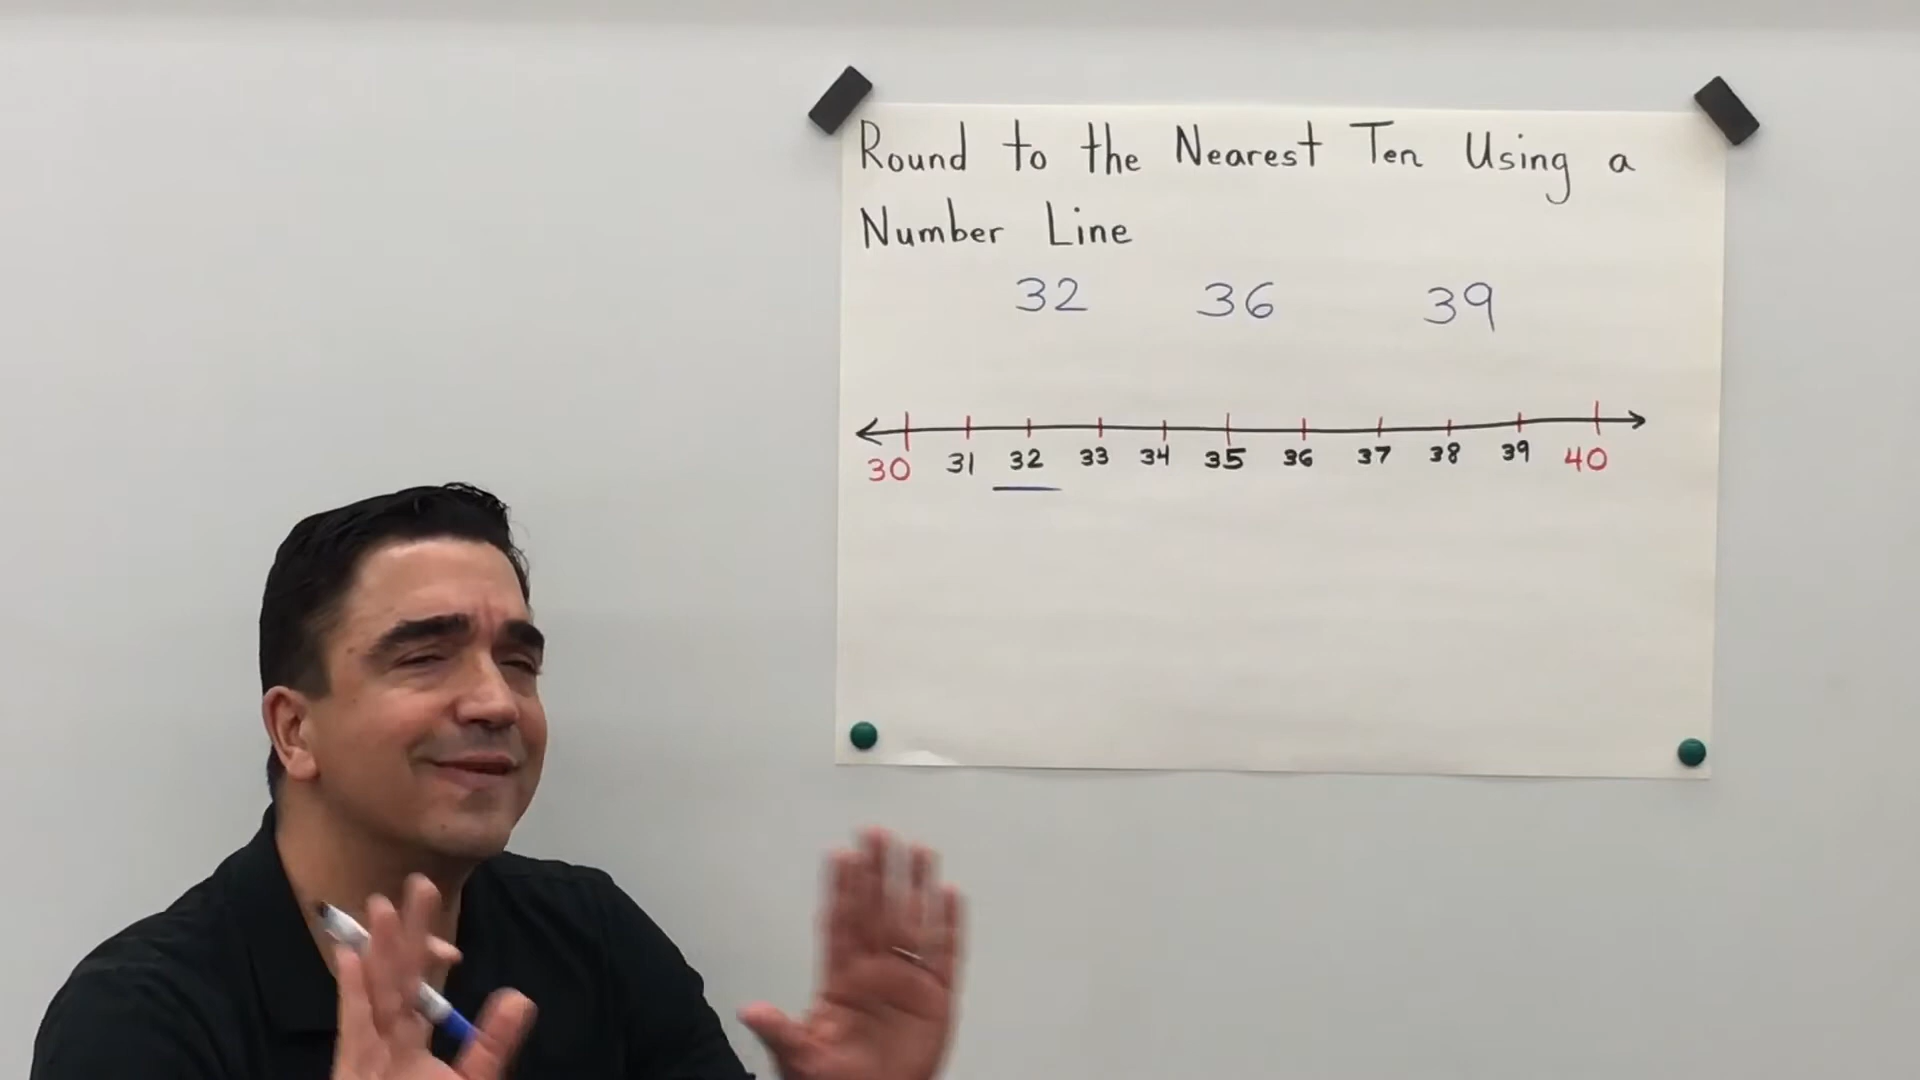 Round to the Nearest Ten Using a
Number Line
32 36 39
30 31 32 33 34 35 36 37 38 39 40